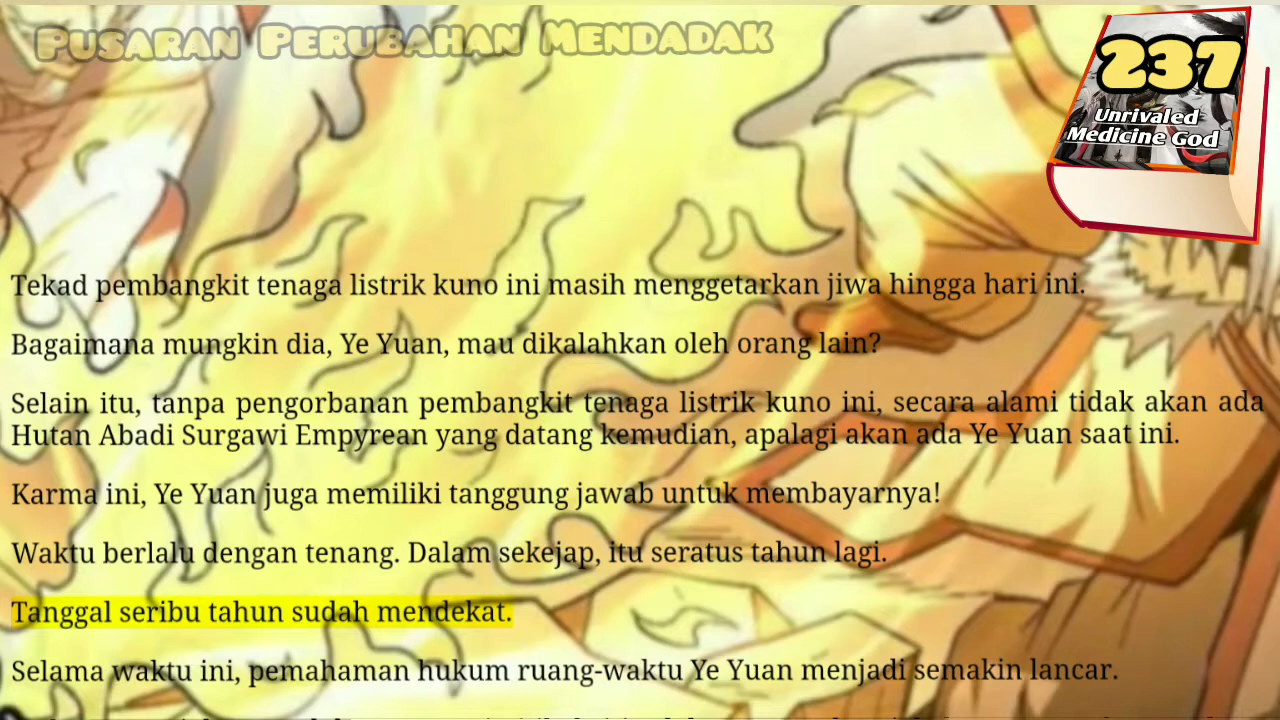 Pusaran Perubahan Mendadak
237
Unrivaled
Medicine God
Tekad pembangkit tenaga listrik kuno ini masih menggetarkan jiwa hingga hari ini.
Bagaimana mungkin dia, Ye Yuan, mau dikalahkan oleh orang lain?
Selain itu, tanpa pengorbanan pembangkit tenaga listrik kuno ini, secara alami tidak akan ada
Hutan Abadi Surgawi Empyrean yang datang kemudian, apalagi akan ada Ye Yuan saat ini.
Karma ini, Ye Yuan juga memiliki tanggung jawab untuk membayarnya!
Waktu berlalu dengan tenang. Dalam sekejap, itu seratus tahun lagi.
Tanggal seribu tahun sudah mendekat.
Selama waktu ini, pemahaman hukum ruang-waktu Ye Yuan menjadi semakin lancar.